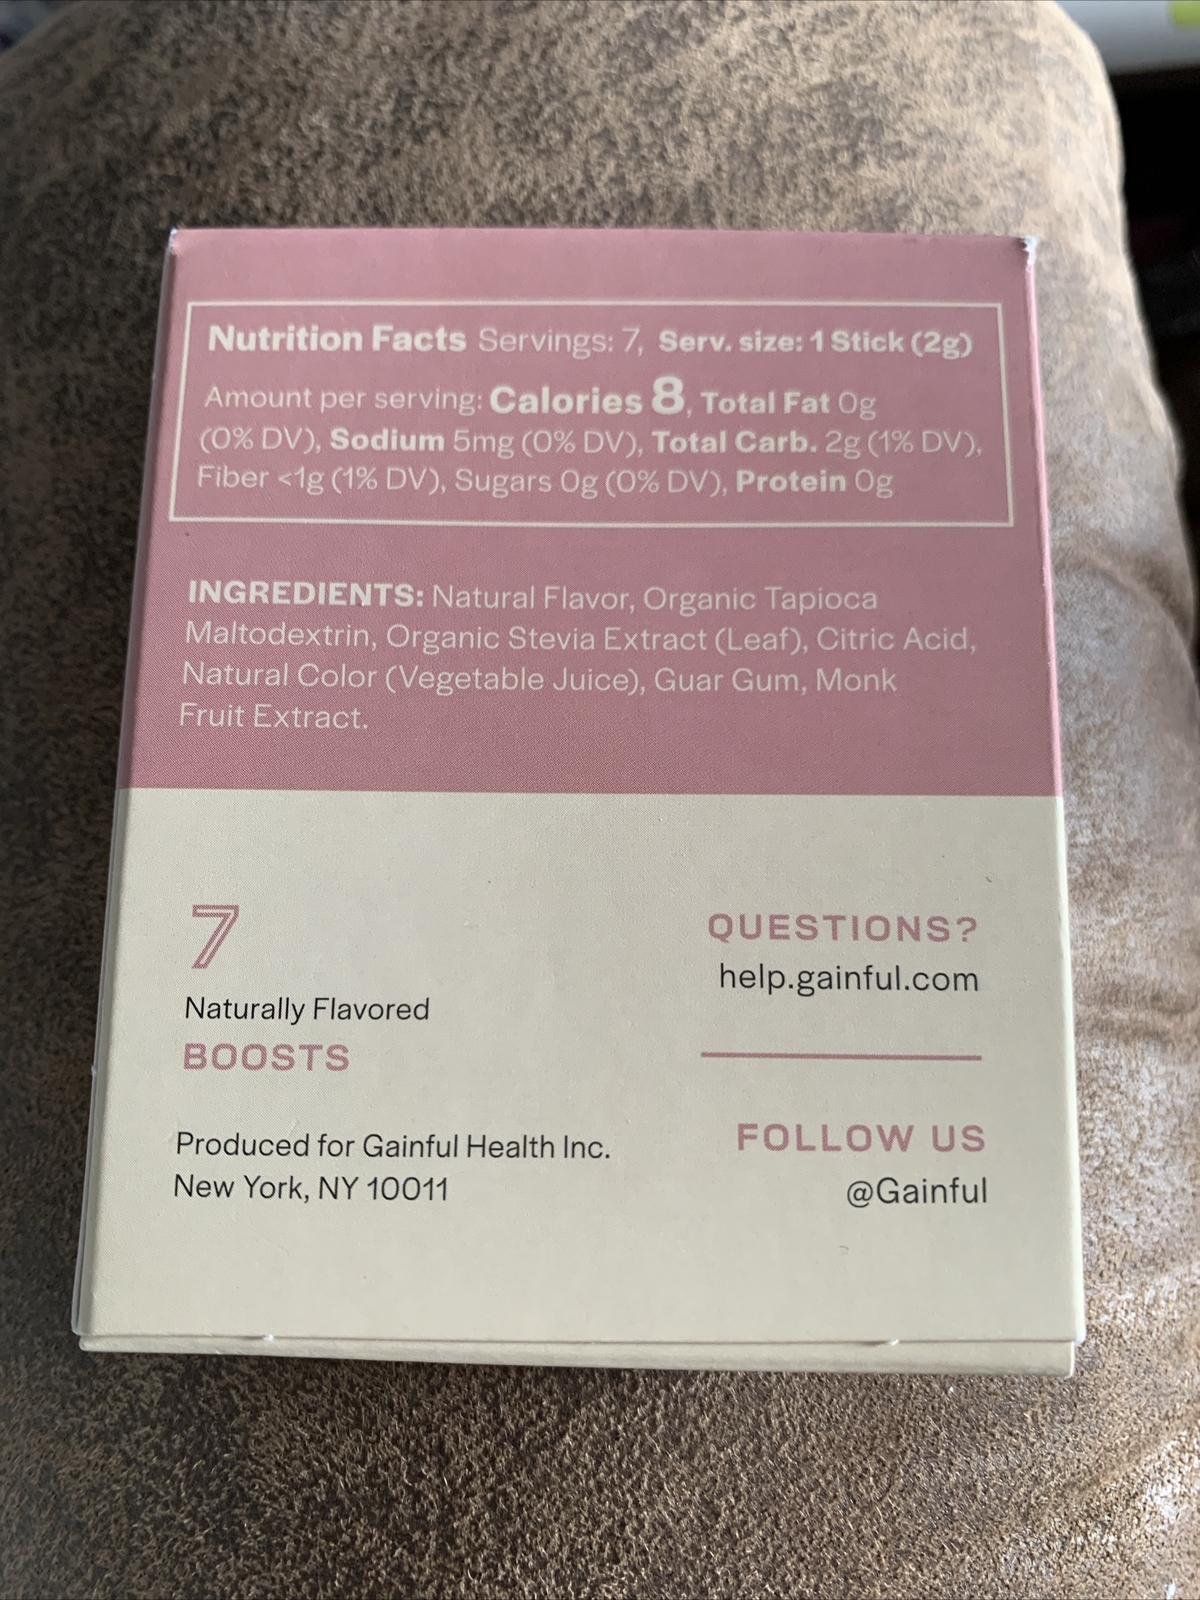 Nutrition Facts Servings: 7, Serv. size: 1 Stick (2g)
Amount per serving: Calories 8, Total Fat 0g
(0% DV), Sodium 5mg (0% DV), Total Carb. 2g (1% DV),
Fiber <1g (1% DV), Sugars 0g (0% DV), Protein 0g
INGREDIENTS: Natural Flavor, Organic Tapioca
Maltodextrin, Organic Stevia Extract (Leaf), Citric Acid,
Natural Color (Vegetable Juice), Guar Gum, Monk
Fruit Extract.
7
Naturally Flavored
BOOSTS
Produced for Gainful Health Inc.
New York, NY 10011
QUESTIONS?
help.gainful.com
FOLLOW US
@Gainful